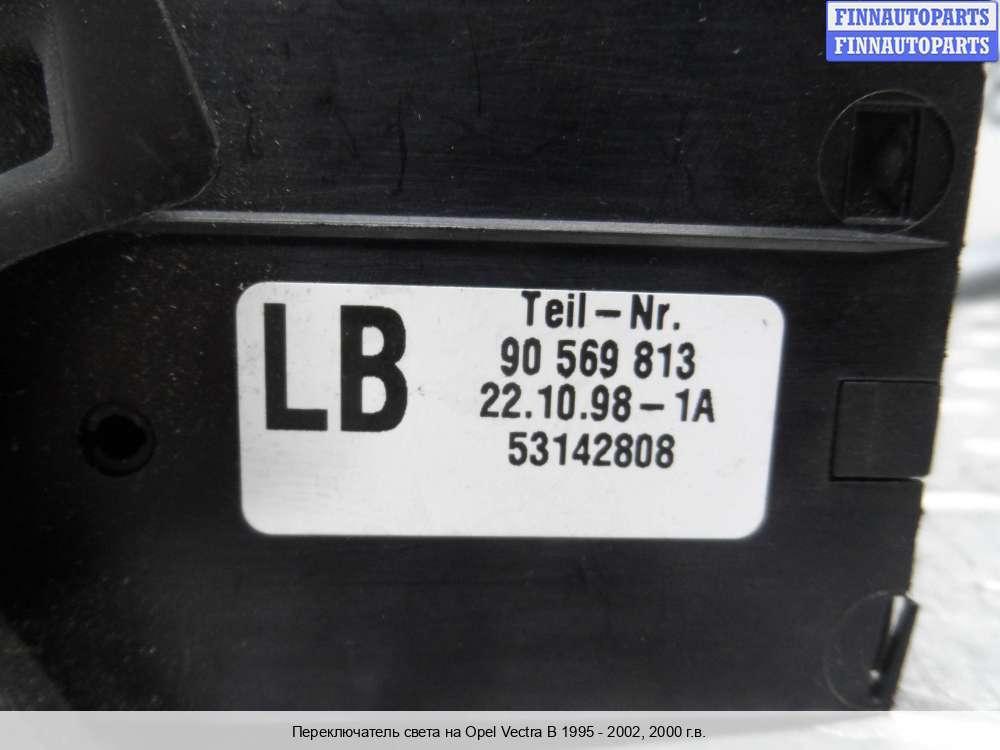 FINNAUTOPARTS
FINNAUTOPARTS
LB
Teil-Nr.
90 569 813
22.10.98-1A
53142808
Переключатель света на Opel Vectra B 1995 - 2002, 2000 г.в.